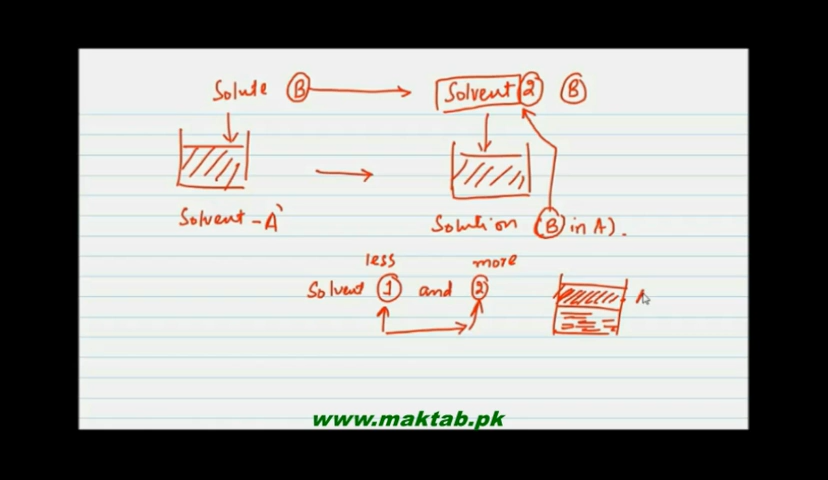 Solute B Solvent 2 B
Solvent - A
Solution (B in A).
less more
Solvent 1 and 2
A
www.maktab.pk